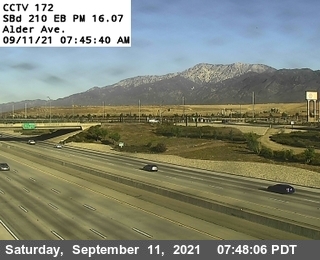 CCTV 172
SBd 210 EB PM 16.07
Alder Ave.
09/11/21 07:45:40 AM
Saturday, September 11, 2021 07:48:06 PDT